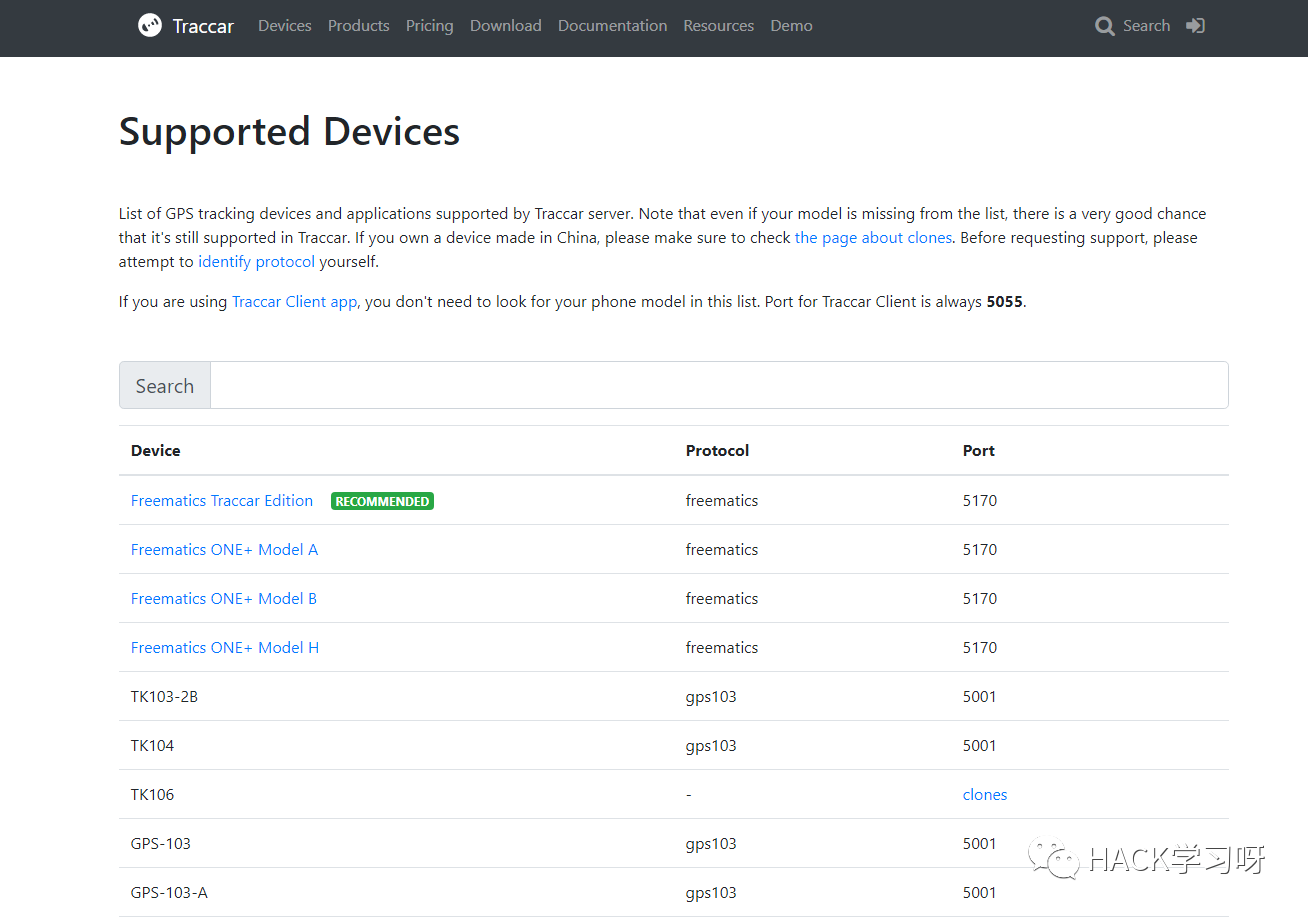 Traccar Devices Products Pricing Download Documentation Resources Demo Search
Supported Devices
List of GPS tracking devices and applications supported by Traccar server. Note that even if your model is missing from the list, there is a very good chance
that it's still supported in Traccar. If you own a device made in China, please make sure to check the page about clones. Before requesting support, please
attempt to identify protocol yourself.
If you are using Traccar Client app, you don't need to look for your phone model in this list. Port for Traccar Client is always 5055.
Search
Device Protocol Port
Freematics Traccar Edition RECOMMENDED freematics 5170
Freematics ONE+ Model A freematics 5170
Freematics ONE+ Model B freematics 5170
Freematics ONE+ Model H freematics 5170
TK103-2B gps103 5001
TK104 gps103 5001
TK106 - clones
GPS-103 gps103 5001
HACK学习呀
GPS-103-A gps103 5001